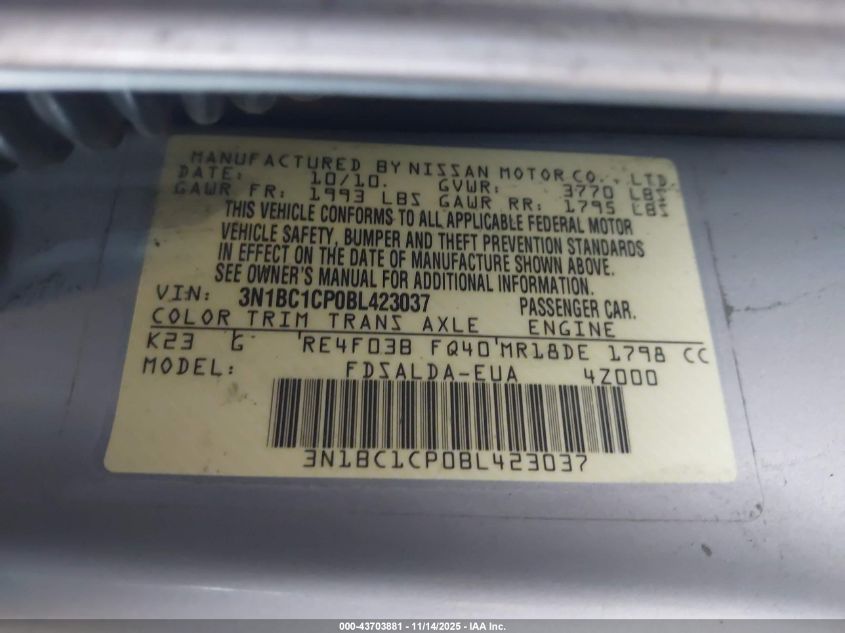 MANUFACTURED BY NISSAN MOTOR CO., LTD
DATE: 10/10. GVWR: 3770 LBS
GAWR FR: 1993 LBS GAWR RR: 1795 LBS
THIS VEHICLE CONFORMS TO ALL APPLICABLE FEDERAL MOTOR
VEHICLE SAFETY, BUMPER AND THEFT PREVENTION STANDARDS
IN EFFECT ON THE DATE OF MANUFACTURE SHOWN ABOVE.
SEE OWNER'S MANUAL FOR ADDITIONAL INFORMATION.
VIN: 3N1BC1CP0BL423037 PASSENGER CAR.
COLOR TRIM TRANS AXLE ENGINE
K23 G RE4F03B FQ40 MR18DE 1798 CC
MODEL: FDSALDA-EUA 4Z000
3N1BC1CP0BL423037
000-43703881 - 11/14/2025 - IAA Inc.